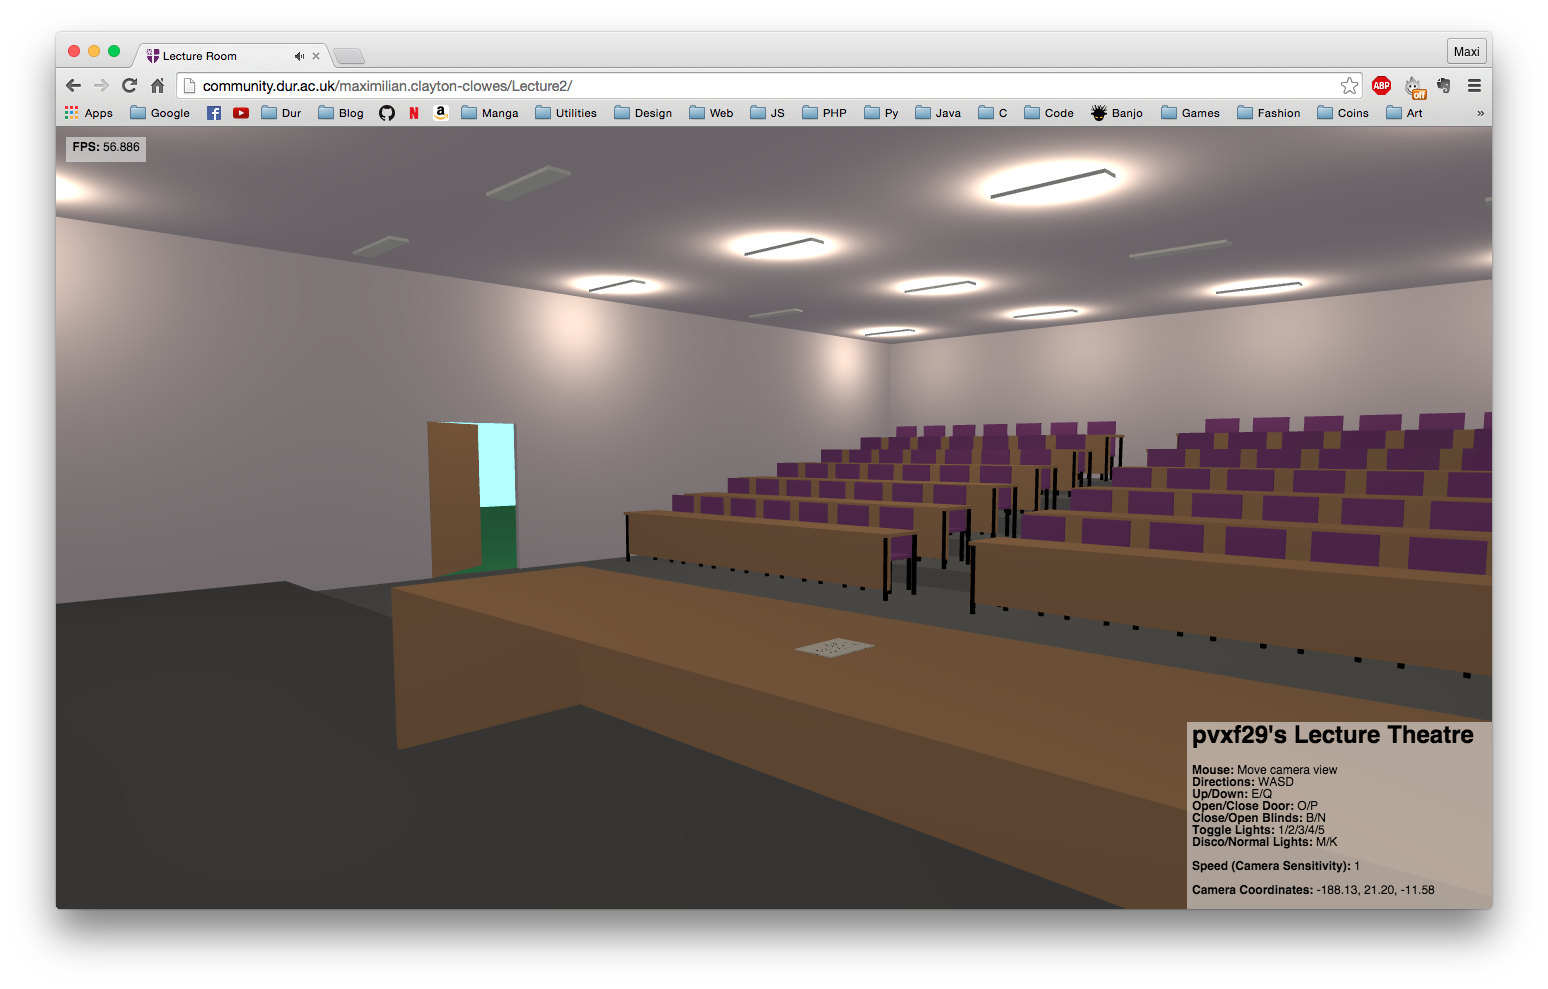 Lecture Room
Maxi
community.dur.ac.uk/maximilian.clayton-clowes/Lecture2/
ABP
off
Apps Google Dur Blog N a Manga Utilities Design Web JS PHP Py Java C Code Banjo Games Fashion Coins Art »
FPS: 56.886
pvxf29's Lecture Theatre
Mouse: Move camera view
Directions: WASD
Up/Down: E/Q
Open/Close Door: O/P
Close/Open Blinds: B/N
Toggle Lights: 1/2/3/4/5
Disco/Normal Lights: M/K
Speed (Camera Sensitivity): 1
Camera Coordinates: -188.13, 21.20, -11.58